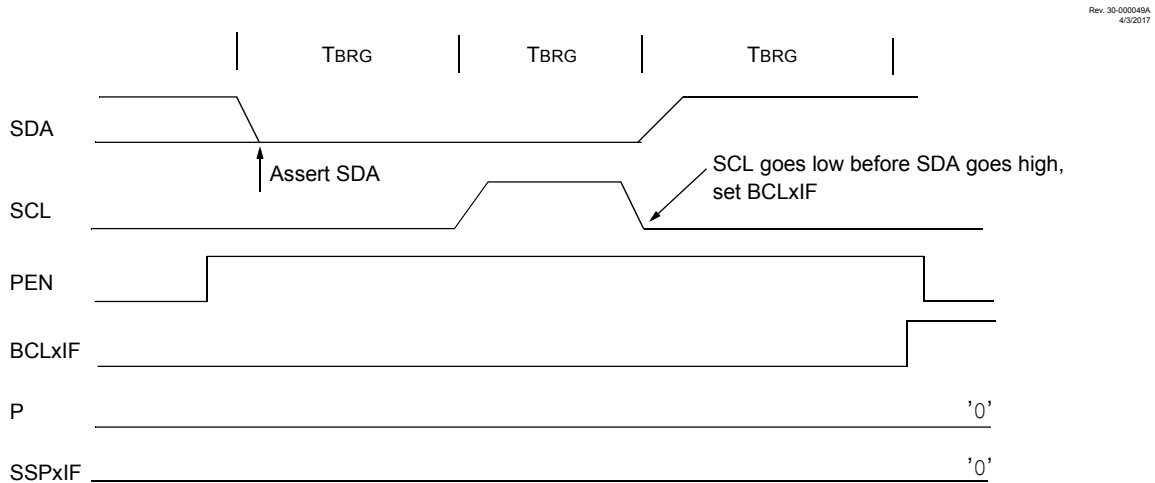 Rev. 30-000049A
4/3/2017
TBRG TBRG TBRG
SDA
Assert SDA
SCL goes low before SDA goes high,
set BCLxIF
SCL
PEN
BCLxIF
P '0'
SSPxIF '0'